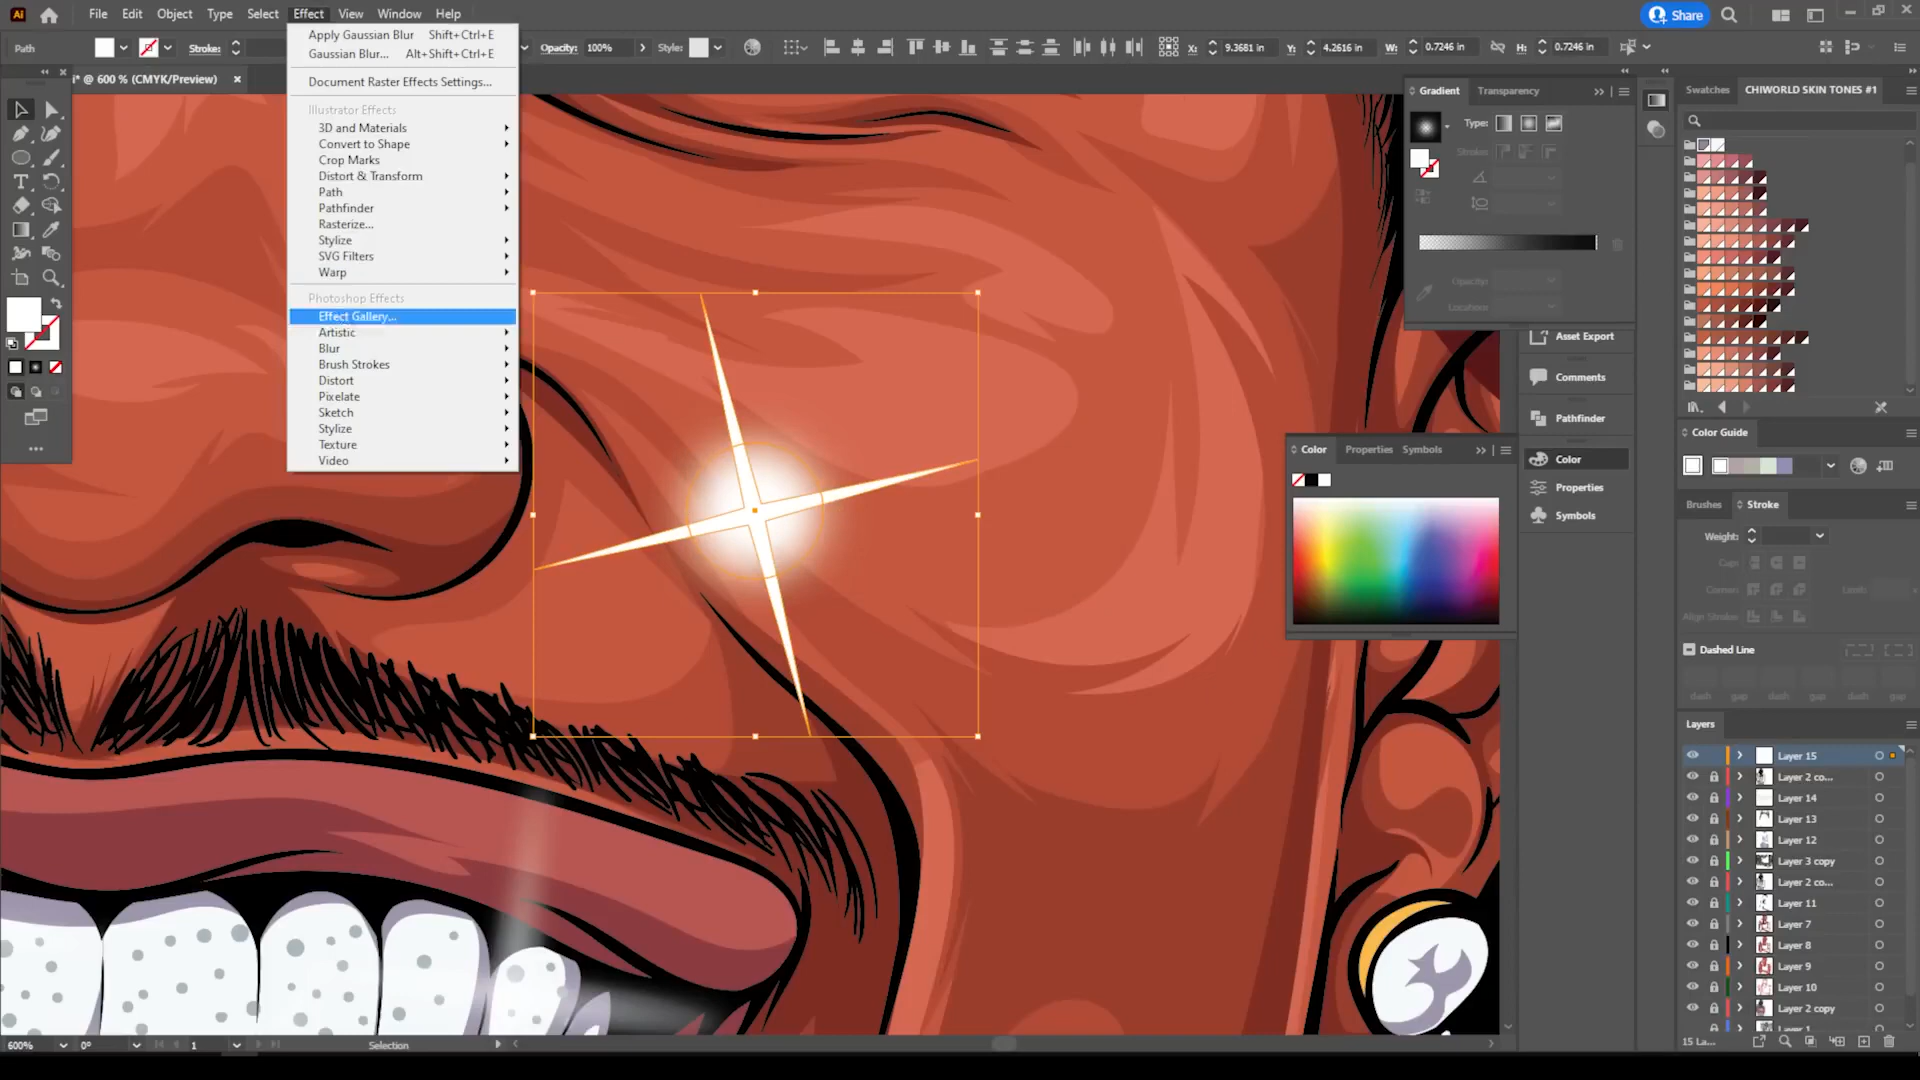 Ai File Edit Object Type Select Effect View Window Help Share
Path Stroke: Opacity: 100% Style: X: 9.3681 in Y: 4.2616 in W: 0.7246 in H: 0.7246 in
i* @ 600 % (CMYK/Preview)
Apply Gaussian Blur Shift+Ctrl+E
Gaussian Blur... Alt+Shift+Ctrl+E
Document Raster Effects Settings...
Illustrator Effects
3D and Materials
Convert to Shape
Crop Marks
Distort & Transform
Path
Pathfinder
Rasterize...
Stylize
SVG Filters
Warp
Photoshop Effects
Effect Gallery...
Artistic
Blur
Brush Strokes
Distort
Pixelate
Sketch
Stylize
Texture
Video
Gradient Transparency
Type:
Stroke:
Opacity:
Location:
Swatches CHIWORLD SKIN TONES #1
Asset Export
Comments
Pathfinder
Color
Properties
Symbols
Color Properties Symbols
Color Guide
Brushes Stroke
Weight:
Cap:
Corner: Limit:
Align Stroke:
Dashed Line
dash gap dash gap dash gap
Layers
Layer 15
Layer 2 co...
Layer 14
Layer 13
Layer 12
Layer 3 copy
Layer 2 co...
Layer 11
Layer 7
Layer 8
Layer 9
Layer 10
Layer 2 copy
Layer 1
15 La...
600% 0° 1 Selection